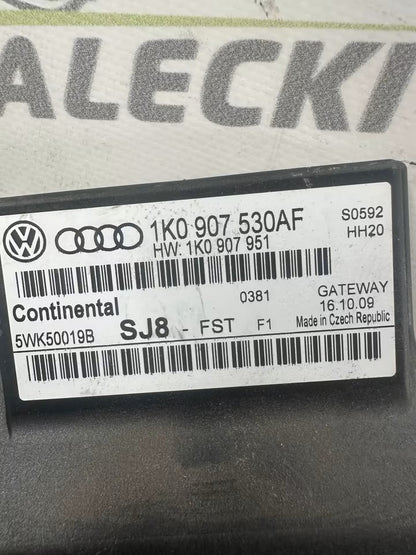 ALECKI
1K0 907 530AF
HW: 1K0 907 951
S0592
HH20
Continental
0381
GATEWAY
16.10.09
5WK50019B
SJ8 - FST F1
Made in Czech Republic